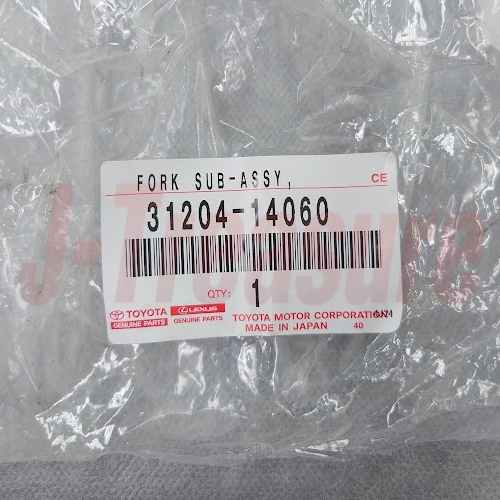 FORK SUB-ASSY,
CE
31204-14060
QTY: 1
TOYOTA
GENUINE PARTS
LEXUS
GENUINE PARTS
TOYOTA MOTOR CORPORATION
MADE IN JAPAN 40
J-Treasure